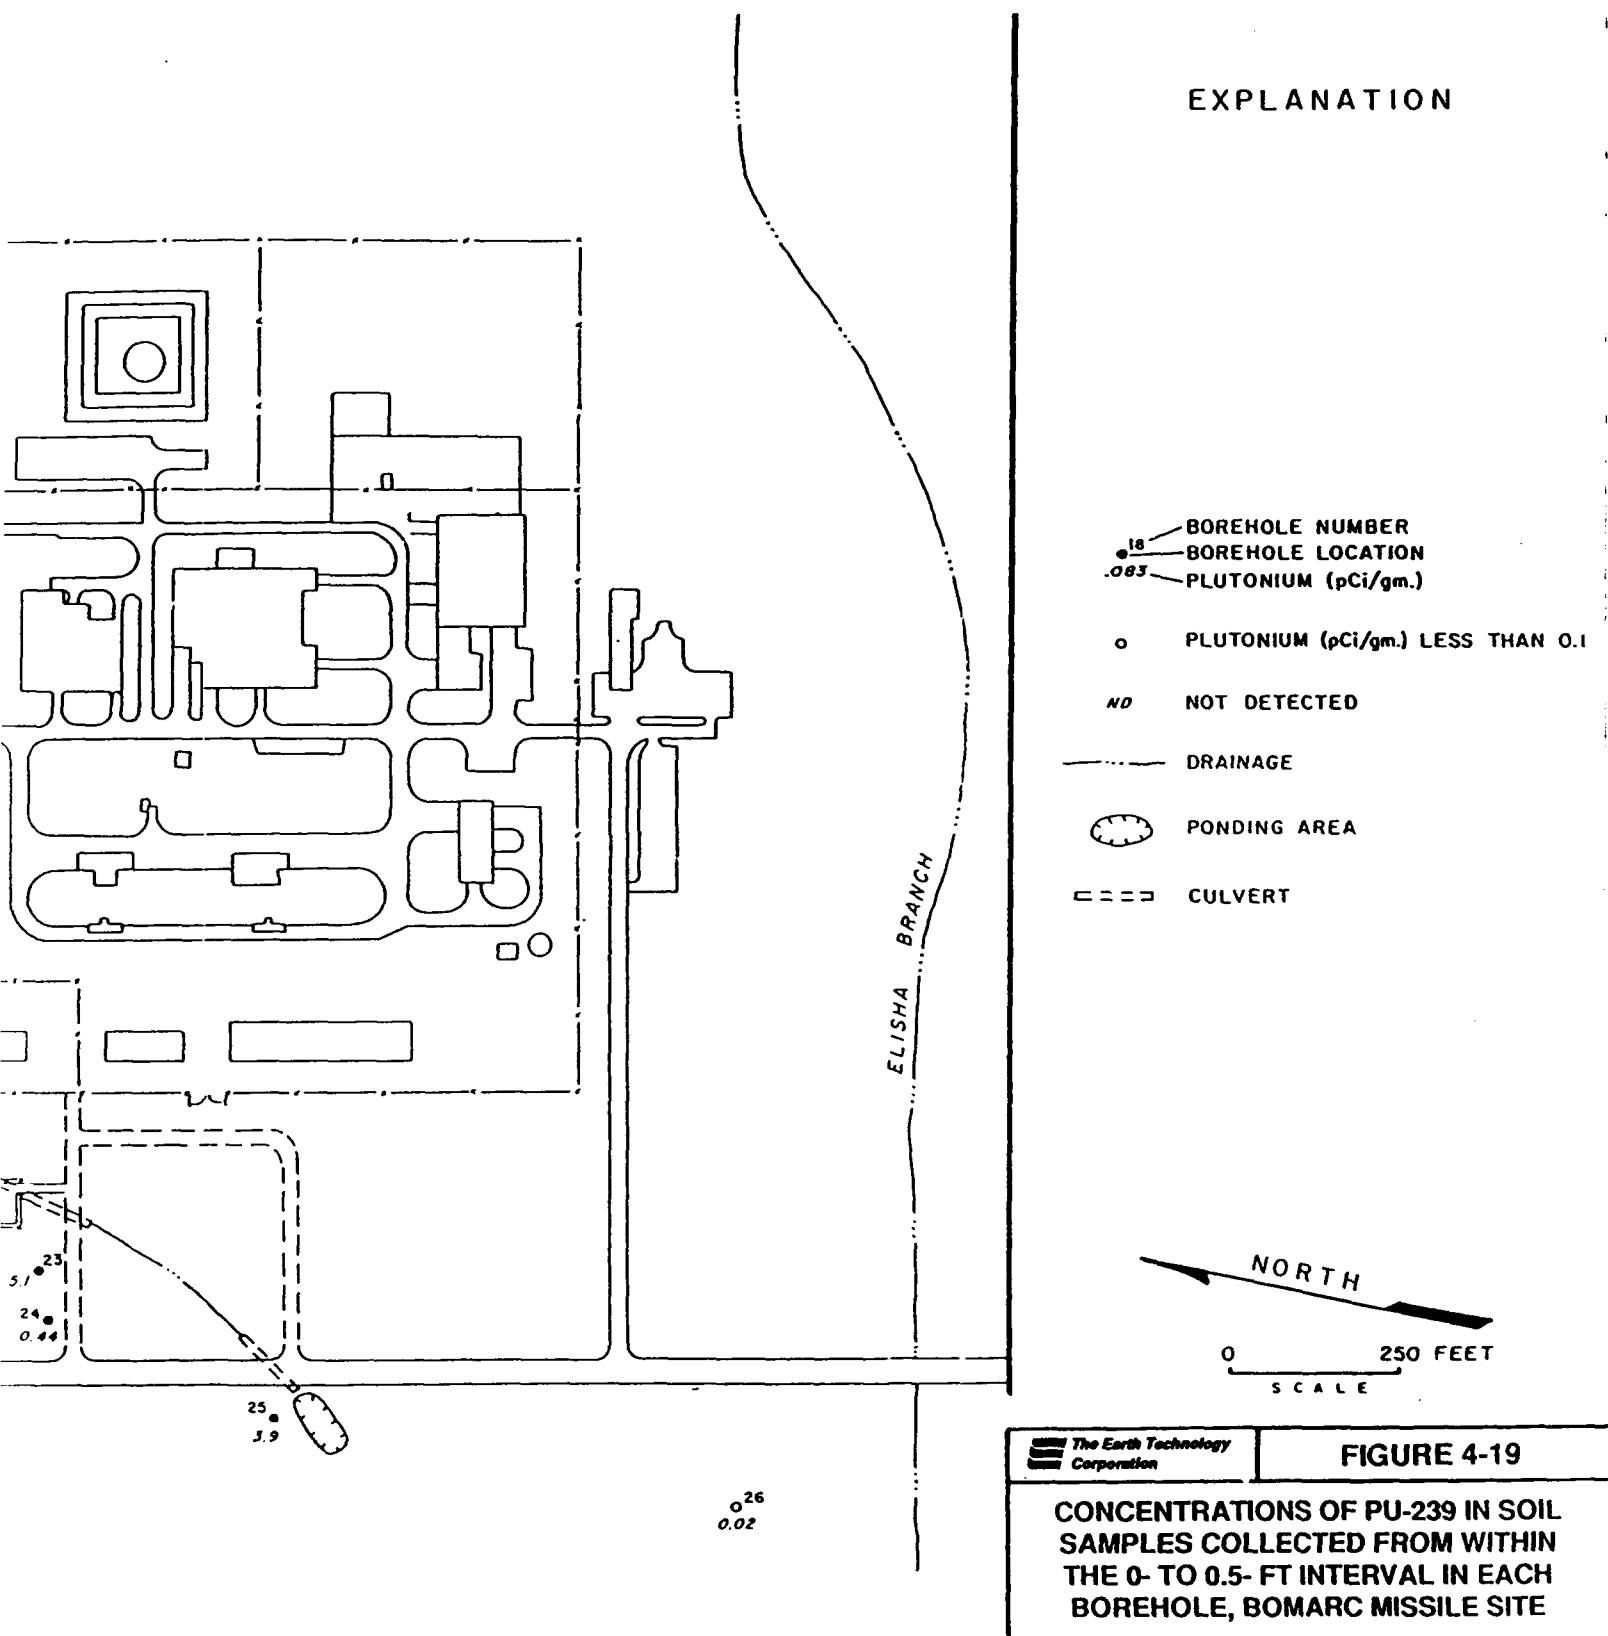 EXPLANATION
18
BOREHOLE NUMBER
BOREHOLE LOCATION
.083
PLUTONIUM (pCi/gm.)
PLUTONIUM (pCi/gm.) LESS THAN 0.1
ND
NOT DETECTED
DRAINAGE
PONDING AREA
CULVERT
ELISHA BRANCH
23
5.1
24
0.44
25
3.9
26
0.02
NORTH
0 250 FEET
SCALE
The Earth Technology
Corporation
FIGURE 4-19
CONCENTRATIONS OF PU-239 IN SOIL
SAMPLES COLLECTED FROM WITHIN
THE 0- TO 0.5- FT INTERVAL IN EACH
BOREHOLE, BOMARC MISSILE SITE